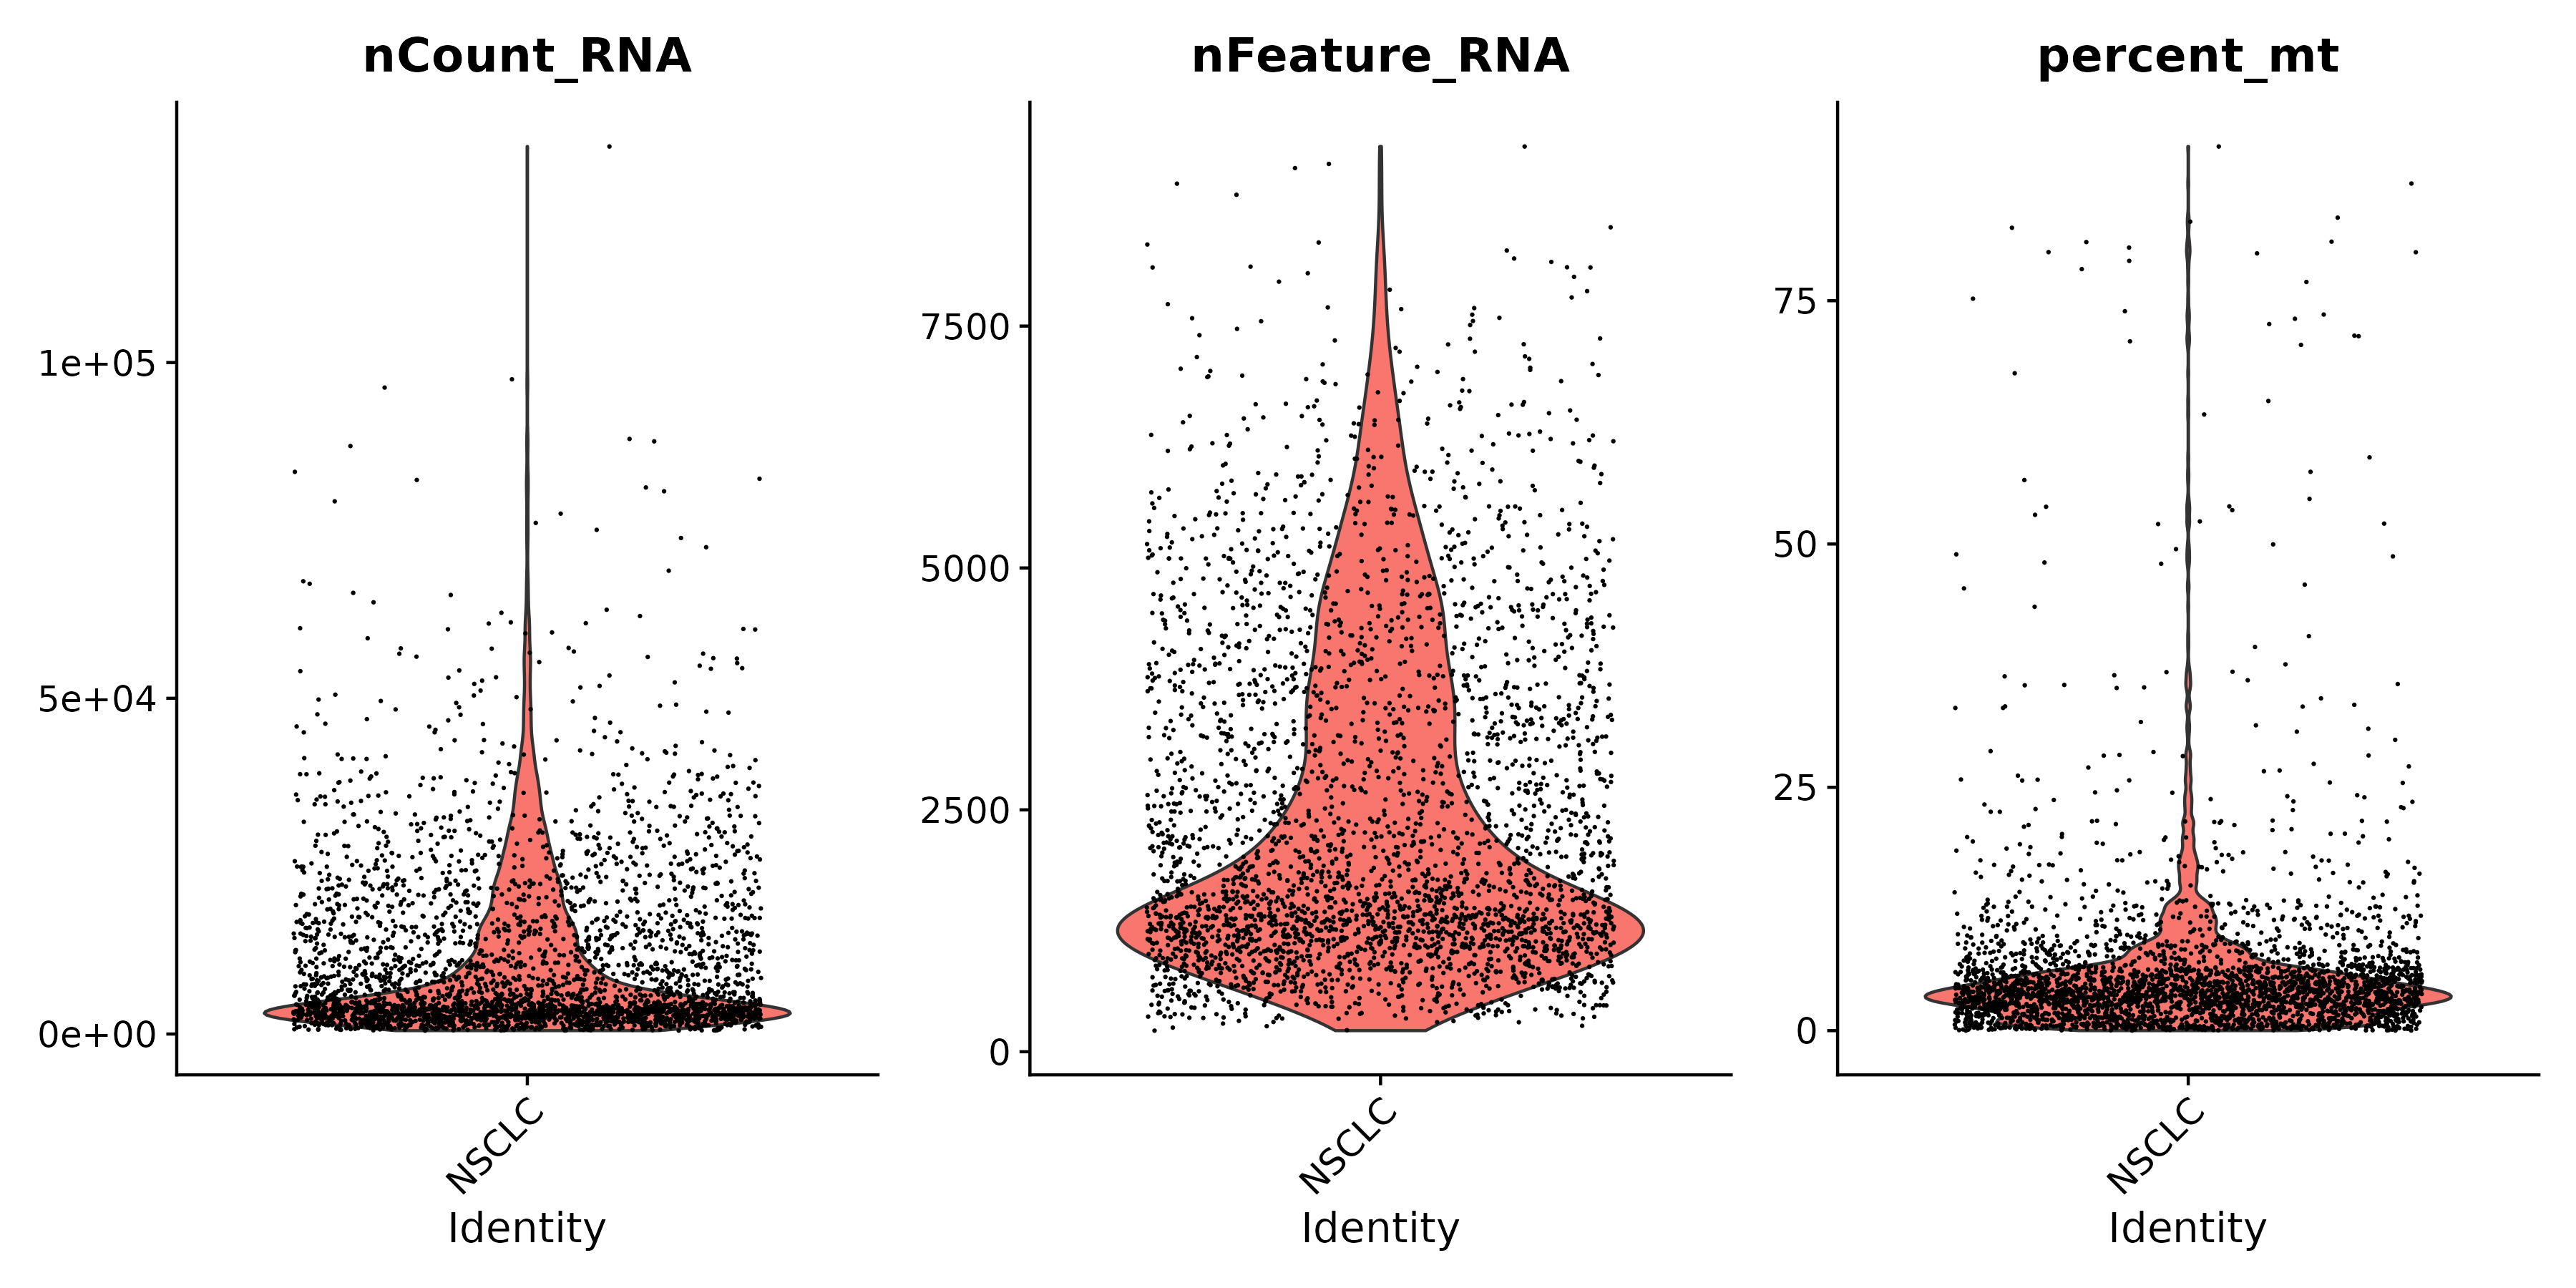 nCount_RNA
1e+05
5e+04
0e+00
NSCLC
Identity
nFeature_RNA
7500
5000
2500
0
NSCLC
Identity
percent_mt
75
50
25
0
NSCLC
Identity